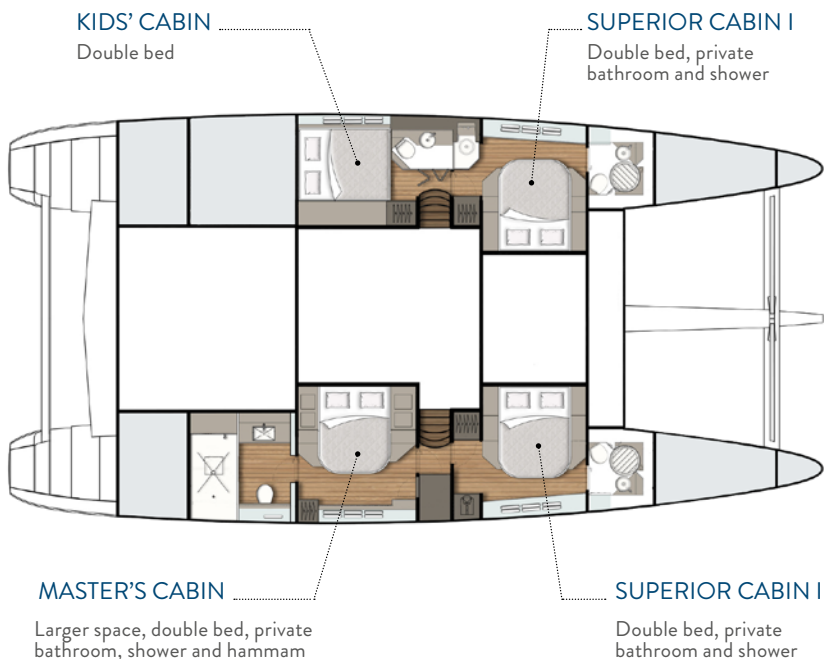 KIDS' CABIN
Double bed
SUPERIOR CABIN I
Double bed, private
bathroom and shower
MASTER'S CABIN
Larger space, double bed, private
bathroom, shower and hammam
SUPERIOR CABIN I
Double bed, private
bathroom and shower